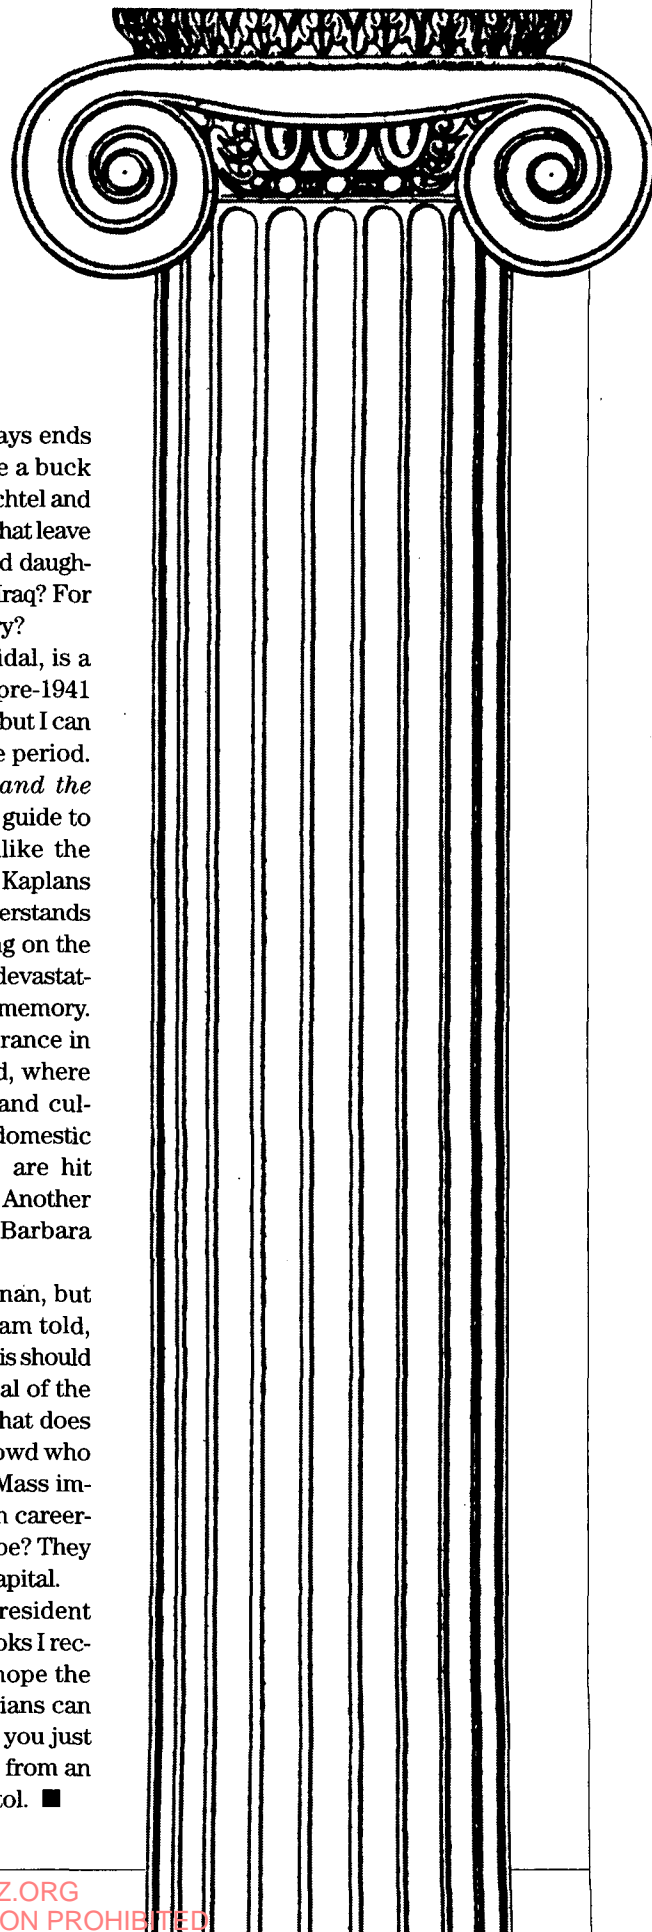 ays ends
e a buck
chtel and
hat leave
d daugh-
Iraq? For
ry?
idal, is a
pre-1941
but I can
e period.
and the
guide to
like the
Kaplans
erstands
ng on the
devastat-
memory.
rance in
d, where
and cul-
domestic
are hit
Another
Barbara
nan, but
am told,
is should
al of the
hat does
owd who
Mass im-
n career-
be? They
apital.
resident
oks I rec-
hope the
ians can
you just
from an
tol. ■
Z.ORG
ON PROHIBITED